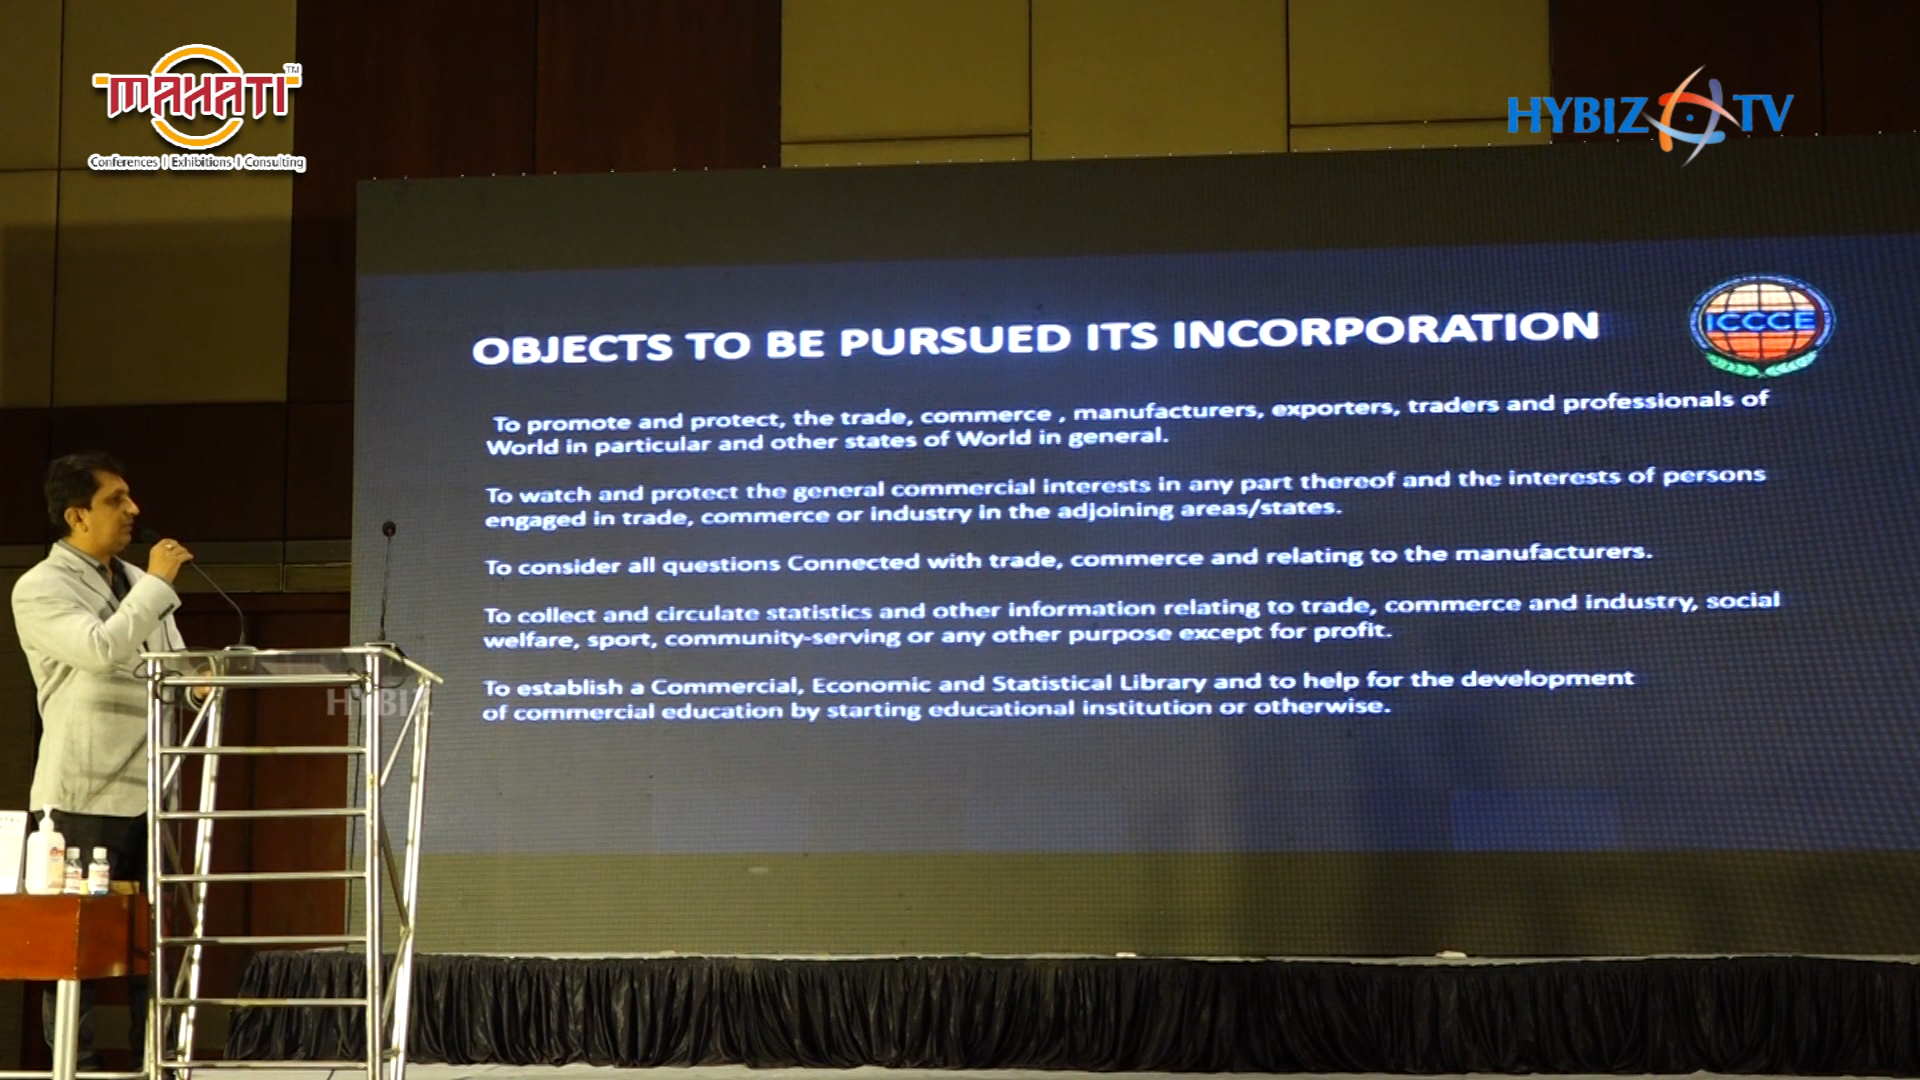 MAHATI TM
Conferences | Exhibitions | Consulting
HYBIZ TV
OBJECTS TO BE PURSUED ITS INCORPORATION
ICCCE
To promote and protect, the trade, commerce , manufacturers, exporters, traders and professionals of
World in particular and other states of World in general.
To watch and protect the general commercial interests in any part thereof and the interests of persons
engaged in trade, commerce or industry in the adjoining areas/states.
To consider all questions Connected with trade, commerce and relating to the manufacturers.
To collect and circulate statistics and other information relating to trade, commerce and industry, social
welfare, sport, community-serving or any other purpose except for profit.
To establish a Commercial, Economic and Statistical Library and to help for the development
of commercial education by starting educational institution or otherwise.
HYBIZ